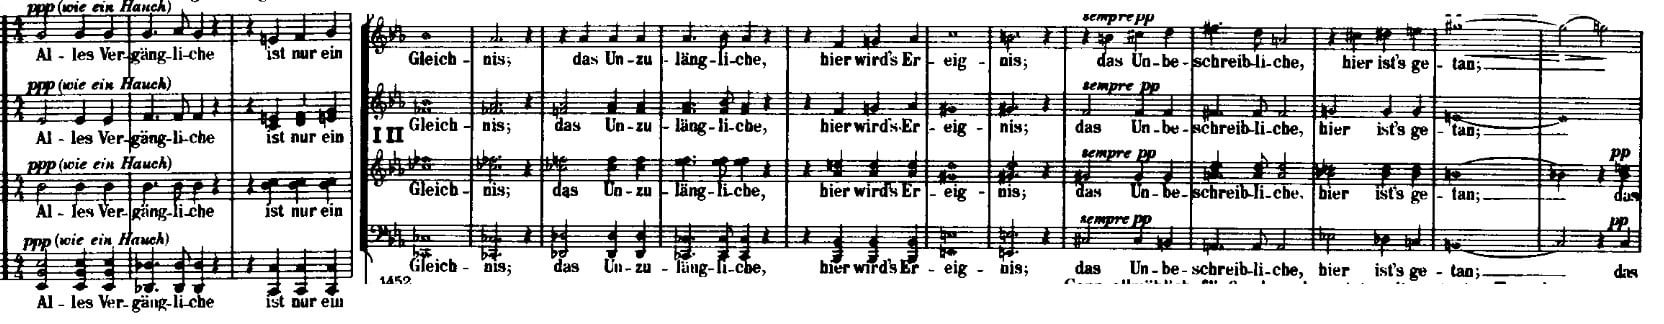 ppp (wie ein Hauch)
Al - les Ver-gäng-li-che ist nur ein
ppp (wie ein Hauch)
Al - les Ver-gäng-li-che ist nur ein
ppp (wie ein Hauch)
Al - les Ver-gäng-li-che ist nur ein
ppp (wie ein Hauch)
Al - les Ver-gäng-li-che ist nur ein
sempre pp
Gleich - nis; das Un-zu - läng-li-che, hier wird's Er - eig - nis; das Un-be-schreib-li-che, hier ist's ge - tan;
sempre pp
Gleich - nis; das Un-zu - läng-li-che, hier wird's Er - eig - nis; das Un-be-schreib-li-che, hier ist's ge - tan;
I II
sempre pp pp
Gleich - nis; das Un-zu - läng-li-che, hier wird's Er - eig - nis; das Un-be-schreib-li-che. hier ist's ge - tan; das
sempre pp pp
Gleich - nis; das Un-zu - läng-li-che, hier wird's Er - eig - nis; das Un-be-schreib-li-che, hier ist's ge - tan; das
1452